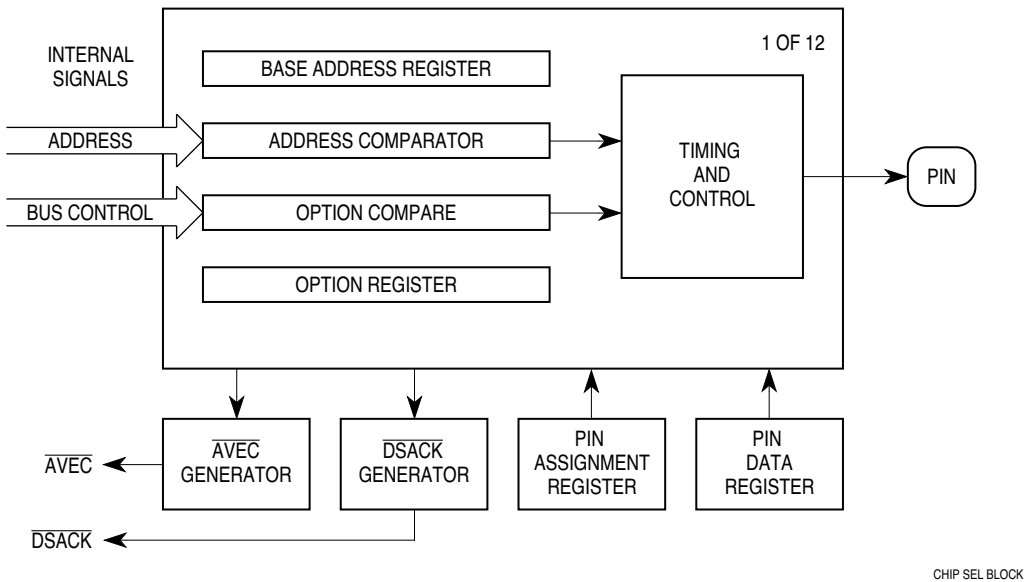 1 OF 12
INTERNAL
SIGNALS
BASE ADDRESS REGISTER
ADDRESS
ADDRESS COMPARATOR
TIMING
AND
CONTROL
PIN
BUS CONTROL
OPTION COMPARE
OPTION REGISTER
AVEC
AVEC
GENERATOR
DSACK
GENERATOR
PIN
ASSIGNMENT
REGISTER
PIN
DATA
REGISTER
DSACK
CHIP SEL BLOCK